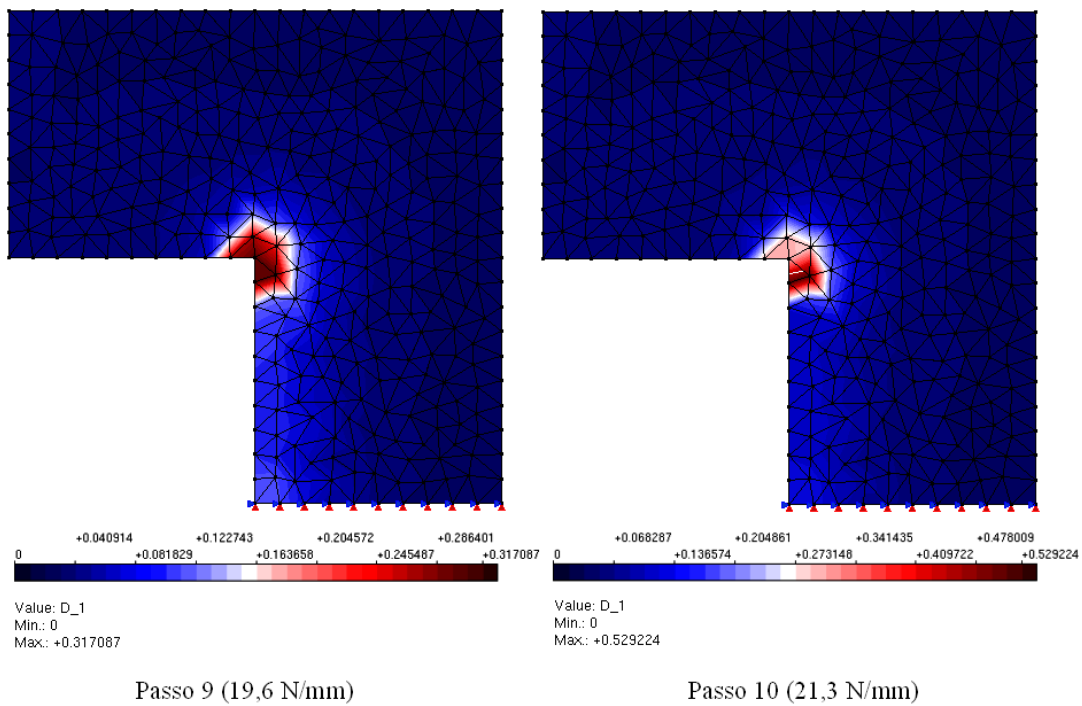 +0.040914 +0.122743 +0.204572 +0.286401
0 +0.081829 +0.163658 +0.245487 +0.317087
Value: D_1
Min.: 0
Max.: +0.317087
Passo 9 (19,6 N/mm)
+0.068287 +0.204861 +0.341435 +0.478009
0 +0.136574 +0.273148 +0.409722 +0.529224
Value: D_1
Min.: 0
Max.: +0.529224
Passo 10 (21,3 N/mm)